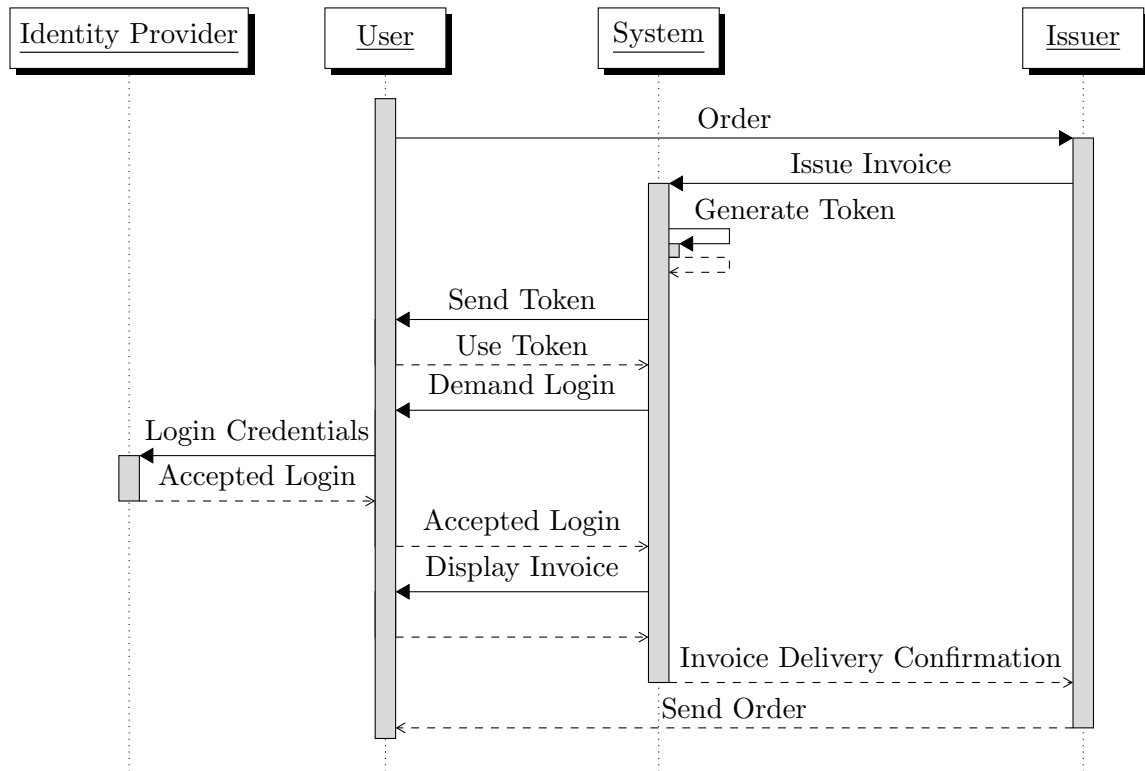 Identity Provider
User
System
Issuer
Order
Issue Invoice
Generate Token
Send Token
Use Token
Demand Login
Login Credentials
Accepted Login
Accepted Login
Display Invoice
Invoice Delivery Confirmation
Send Order